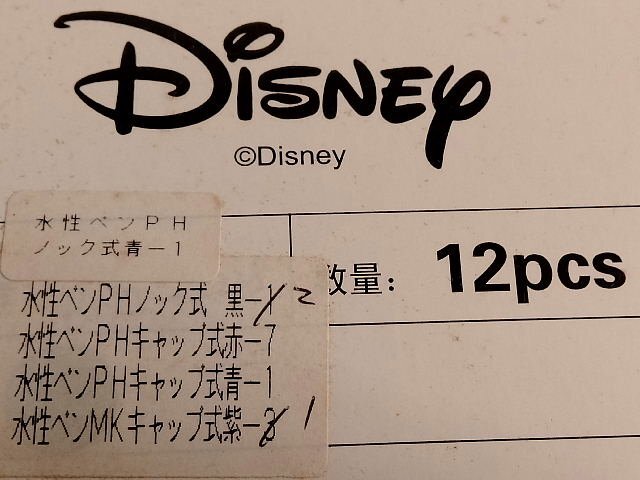 Disney
©Disney
水性ペンPH
ノック式青ー1
数量： 12pcs
水性ペンPHノック式 黒ー1 2
水性ペンPHキャップ式赤ー7
水性ペンPHキャップ式青ー1
水性ペンMKキャップ式紫ー3 1